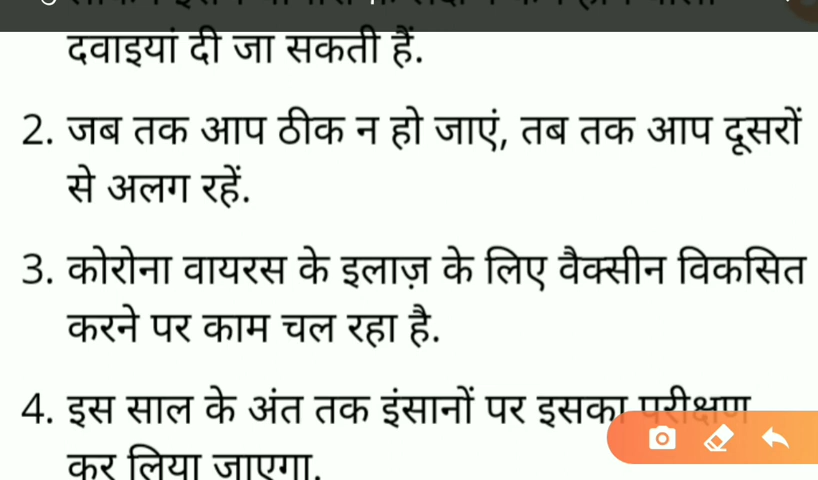 दवाइयां दी जा सकती हैं.
2. जब तक आप ठीक न हो जाएं, तब तक आप दूसरों
से अलग रहें.
3. कोरोना वायरस के इलाज़ के लिए वैक्सीन विकसित
करने पर काम चल रहा है.
4. इस साल के अंत तक इंसानों पर इसका परीक्षण
कर लिया जाएगा.